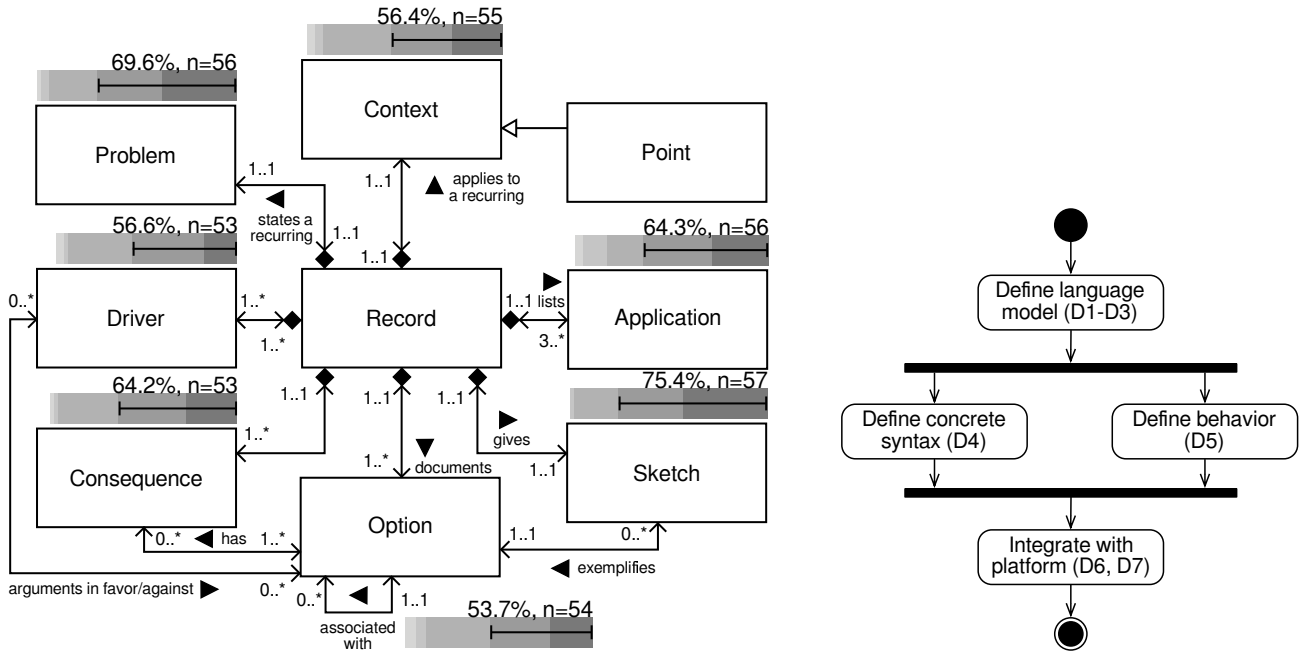 56.4%, n=55
69.6%, n=56
Context
Problem
Point
1..1
1..1
applies to
a recurring
states a
recurring
1..1
1..1
56.6%, n=53
64.3%, n=56
0..*
Driver
1..*
1..*
Record
1..1
lists
3..*
Application
64.2%, n=53
75.4%, n=57
1..1
1..1
1..1
Consequence
1..*
1..*
documents
gives
1..1
Sketch
Option
0..*
has
1..*
1..1
0..*
exemplifies
arguments in favor/against
0..*
0..*
1..1
associated
with
53.7%, n=54
Define language
model (D1-D3)
Define concrete
syntax (D4)
Define behavior
(D5)
Integrate with
platform (D6, D7)